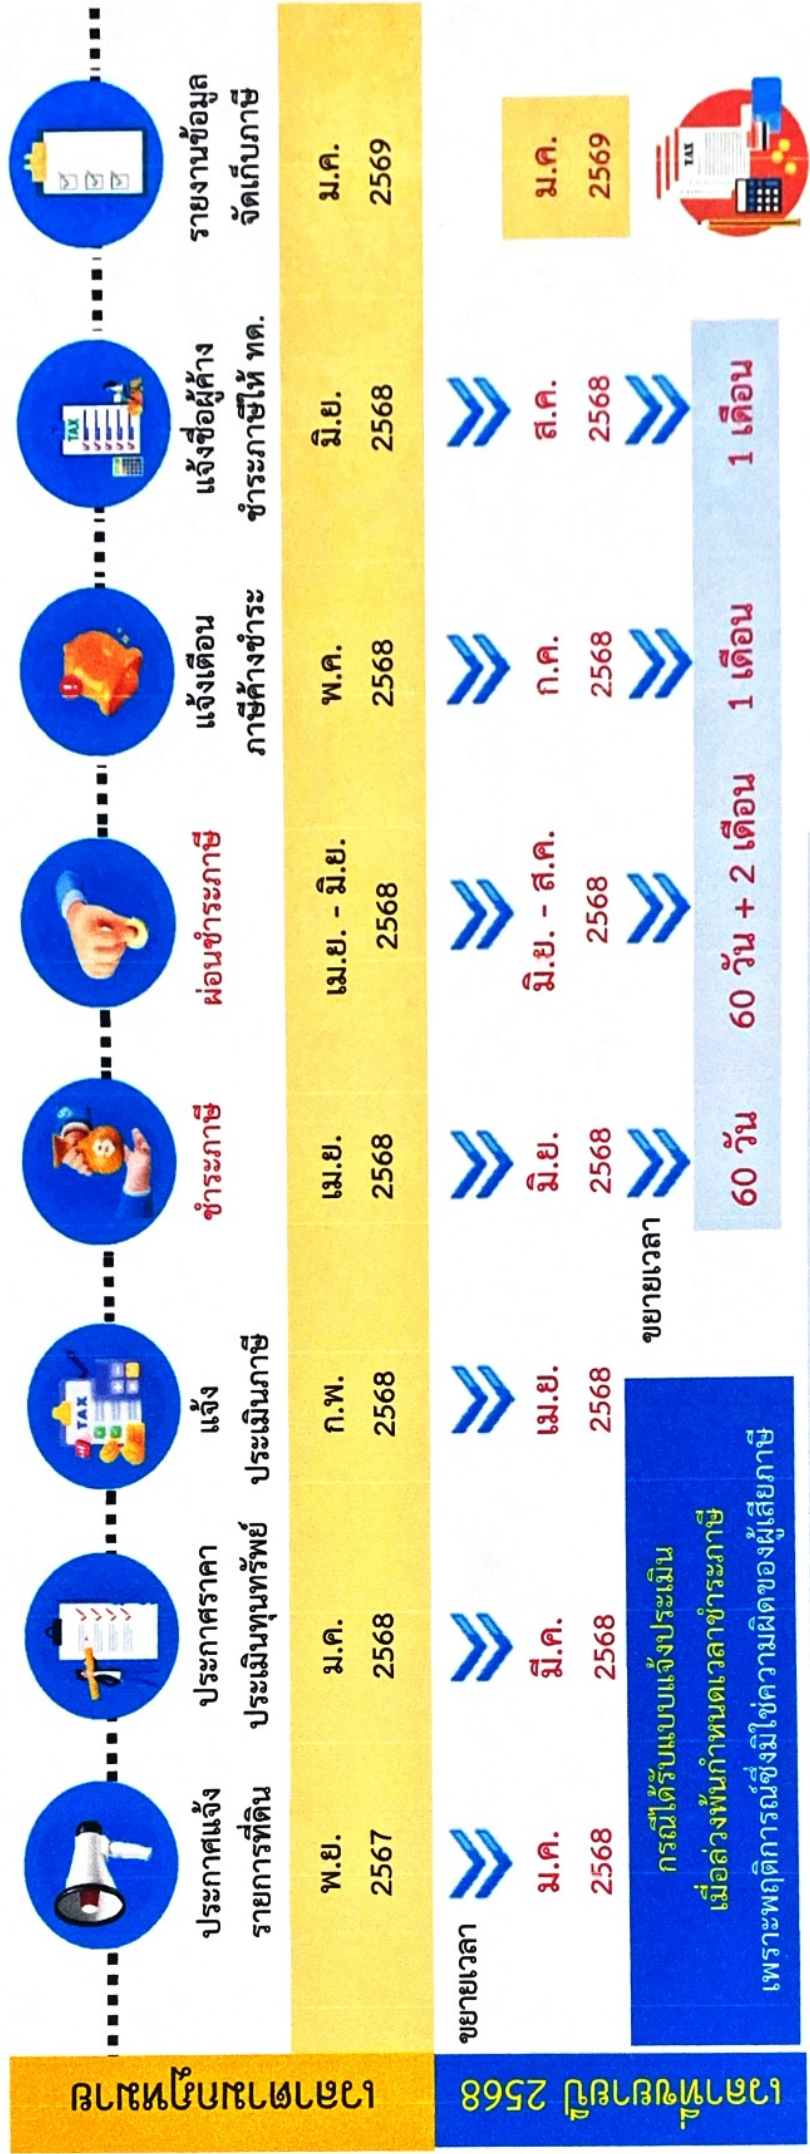 เวลาตามกฎหมาย
ประกาศแจ้ง
รายการที่ดิน
พ.ย.
2567
ประกาศราคา
ประเมินทุนทรัพย์
ม.ค.
2568
แจ้ง
ประเมินภาษี
ก.พ.
2568
ชำระภาษี
เม.ย.
2568
ผ่อนชำระภาษี
เม.ย. - มิ.ย.
2568
แจ้งเตือน
ภาษีค้างชำระ
พ.ค.
2568
แจ้งชื่อผู้ค้าง
ชำระภาษีให้ ทด.
มิ.ย.
2568
รายงานข้อมูล
จัดเก็บภาษี
ม.ค.
2569
TAX
TAX
เวลาที่ขยายปี 2568
ขยายเวลา
ม.ค.
2568
มี.ค.
2568
เม.ย.
2568
มิ.ย.
2568
มิ.ย. - ส.ค.
2568
ก.ค.
2568
ส.ค.
2568
ม.ค.
2569
กรณีได้รับแบบแจ้งประเมิน
เมื่อล่วงพ้นกำหนดเวลาชำระภาษี
เพราะพฤติการณ์ซึ่งมิใช่ความผิดของผู้เสียภาษี
ขยายเวลา
60 วัน
60 วัน + 2 เดือน
1 เดือน
1 เดือน
TAX